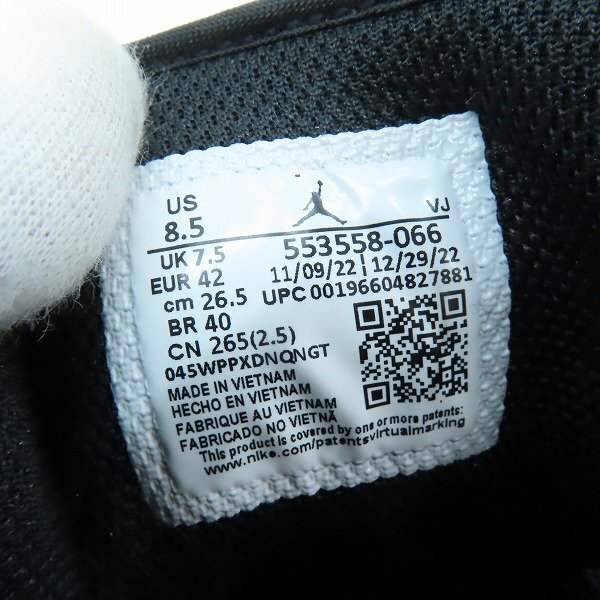 US
8.5
VJ
UK 7.5
553558-066
EUR 42
11/09/22 | 12/29/22
cm 26.5
UPC 00196604827881
BR 40
CN 265(2.5)
045WPPXDNQNGT
MADE IN VIETNAM
HECHO EN VIETNAM
FABRIQUE AU VIETNAM
FABRICADO NO VIETNÃ
This product is covered by one or more patents:
www.nike.com/patentsvirtualmarking